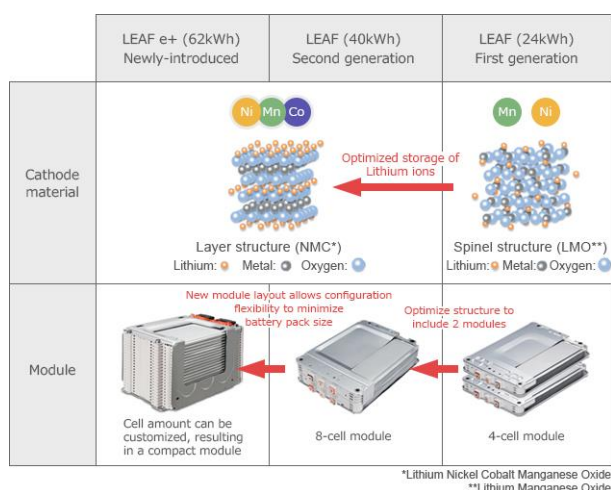 LEAF e+ (62kWh)
Newly-introduced
LEAF (40kWh)
Second generation
LEAF (24kWh)
First generation
Cathode
material
Ni Mn Co
Mn Ni
Optimized storage of
Lithium ions
Layer structure (NMC*)
Lithium: Metal: Oxygen:
Spinel structure (LMO**)
Lithium: Metal: Oxygen:
Module
New module layout allows configuration
flexibility to minimize
battery pack size
Optimize structure to
include 2 modules
Cell amount can be
customized, resulting
in a compact module
8-cell module
4-cell module
*Lithium Nickel Cobalt Manganese Oxide
**Lithium Manganese Oxide